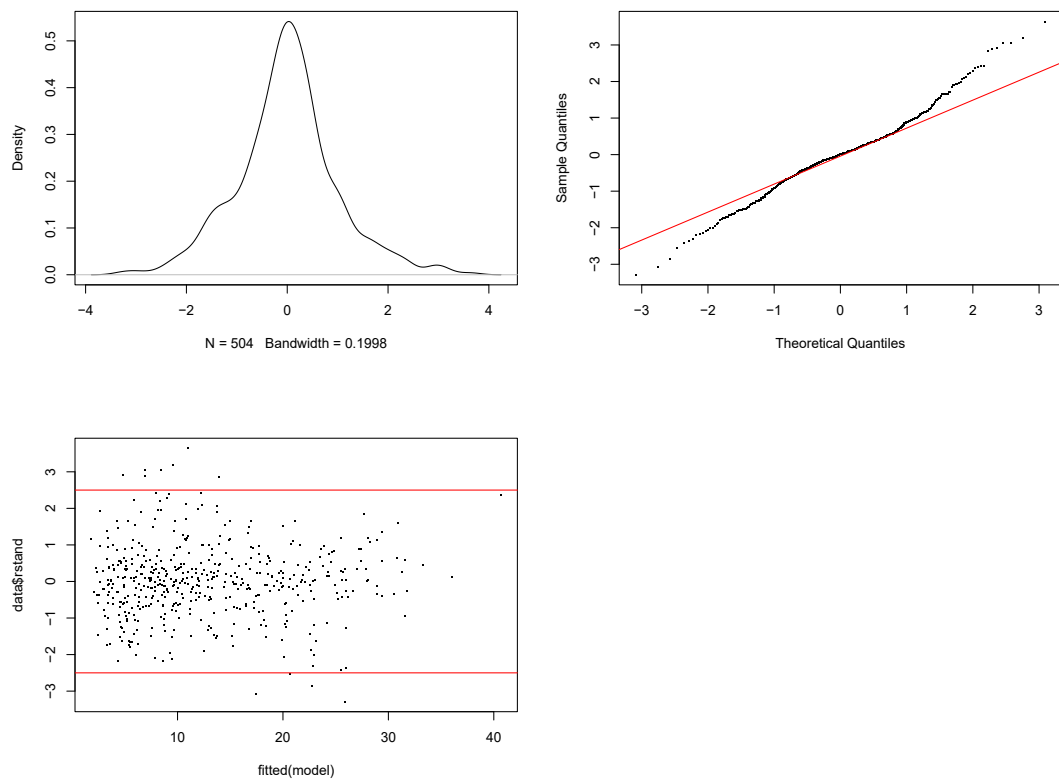 Density
0.0 0.1 0.2 0.3 0.4 0.5
−4 −2 0 2 4
N = 504 Bandwidth = 0.1998
Sample Quantiles
−3 −2 −1 0 1 2 3
−3 −2 −1 0 1 2 3
Theoretical Quantiles
data$rstand
−3 −2 −1 0 1 2 3
10 20 30 40
fitted(model)